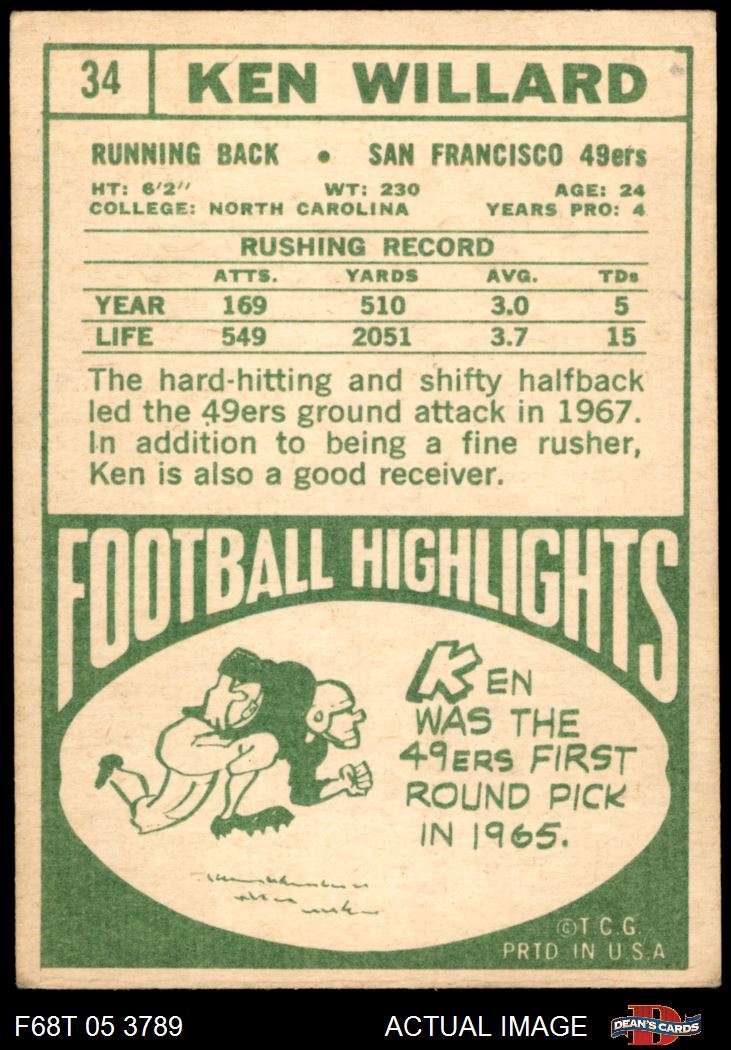 34 KEN WILLARD
RUNNING BACK • SAN FRANCISCO 49ers
HT: 6'2" WT: 230 AGE: 24
COLLEGE: NORTH CAROLINA YEARS PRO: 4
RUSHING RECORD
ATTS. YARDS AVG. TDs
YEAR 169 510 3.0 5
LIFE 549 2051 3.7 15
The hard-hitting and shifty halfback
led the 49ers ground attack in 1967.
In addition to being a fine rusher,
Ken is also a good receiver.
FOOTBALL HIGHLIGHTS
KEN
WAS THE
49ERS FIRST
ROUND PICK
IN 1965.
©T.C.G.
PRTD IN U.S.A
F68T 05 3789 ACTUAL IMAGE D DEAN'S CARDS